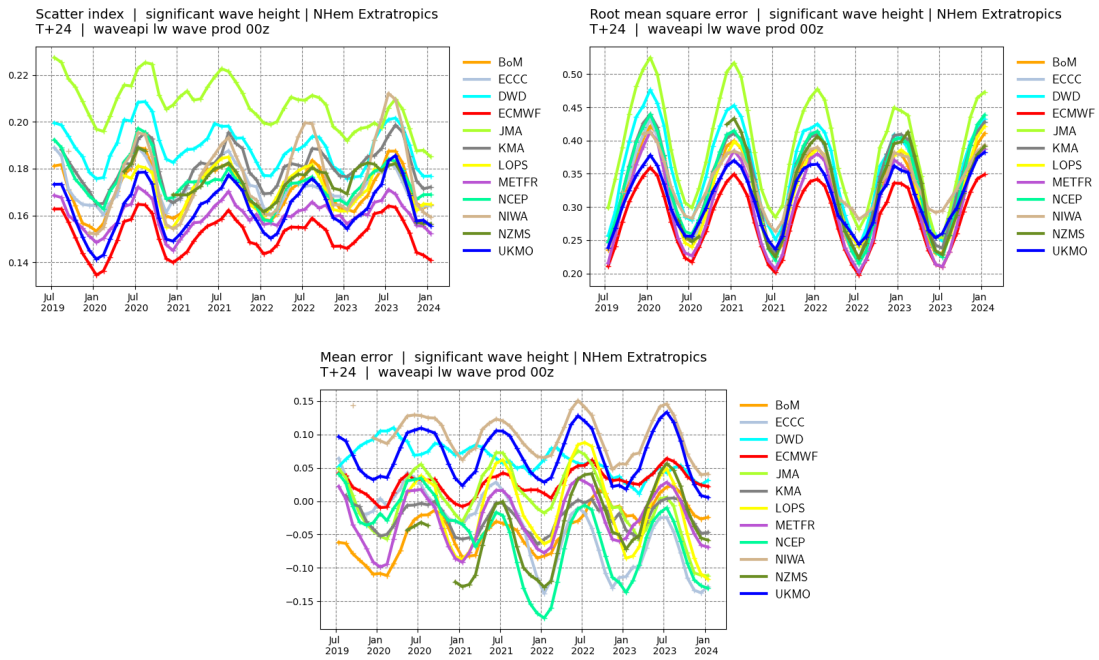 Scatter index | significant wave height | NHem Extratropics
T+24 | waveapi lw wave prod 00z
0.22
0.20
0.18
0.16
0.14
Jul 2019
Jan 2020
Jul 2020
Jan 2021
Jul 2021
Jan 2022
Jul 2022
Jan 2023
Jul 2023
Jan 2024
BoM
ECCC
DWD
ECMWF
JMA
KMA
LOPS
METFR
NCEP
NIWA
NZMS
UKMO
Root mean square error | significant wave height | NHem Extratropics
T+24 | waveapi lw wave prod 00z
0.50
0.45
0.40
0.35
0.30
0.25
0.20
Jul 2019
Jan 2020
Jul 2020
Jan 2021
Jul 2021
Jan 2022
Jul 2022
Jan 2023
Jul 2023
Jan 2024
BoM
ECCC
DWD
ECMWF
JMA
KMA
LOPS
METFR
NCEP
NIWA
NZMS
UKMO
Mean error | significant wave height | NHem Extratropics
T+24 | waveapi lw wave prod 00z
0.15
0.10
0.05
0.00
−0.05
−0.10
−0.15
Jul 2019
Jan 2020
Jul 2020
Jan 2021
Jul 2021
Jan 2022
Jul 2022
Jan 2023
Jul 2023
Jan 2024
BoM
ECCC
DWD
ECMWF
JMA
KMA
LOPS
METFR
NCEP
NIWA
NZMS
UKMO